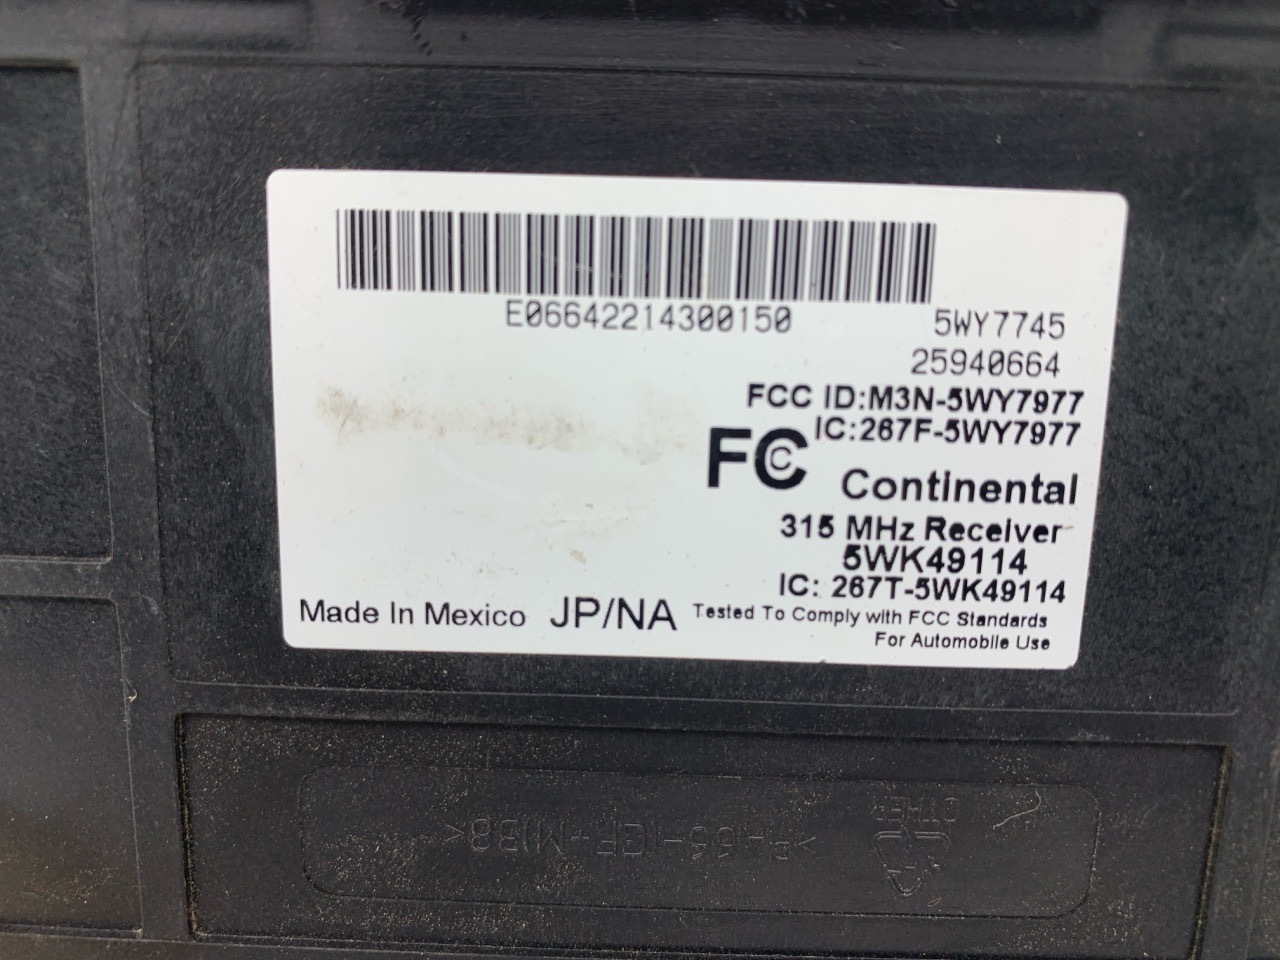 E06642214300150
5WY7745
25940664
FCC ID:M3N-5WY7977
IC:267F-5WY7977
FC
Continental
315 MHz Receiver
5WK49114
IC: 267T-5WK49114
Made In Mexico JP/NA Tested To Comply with FCC Standards
For Automobile Use
OTHER